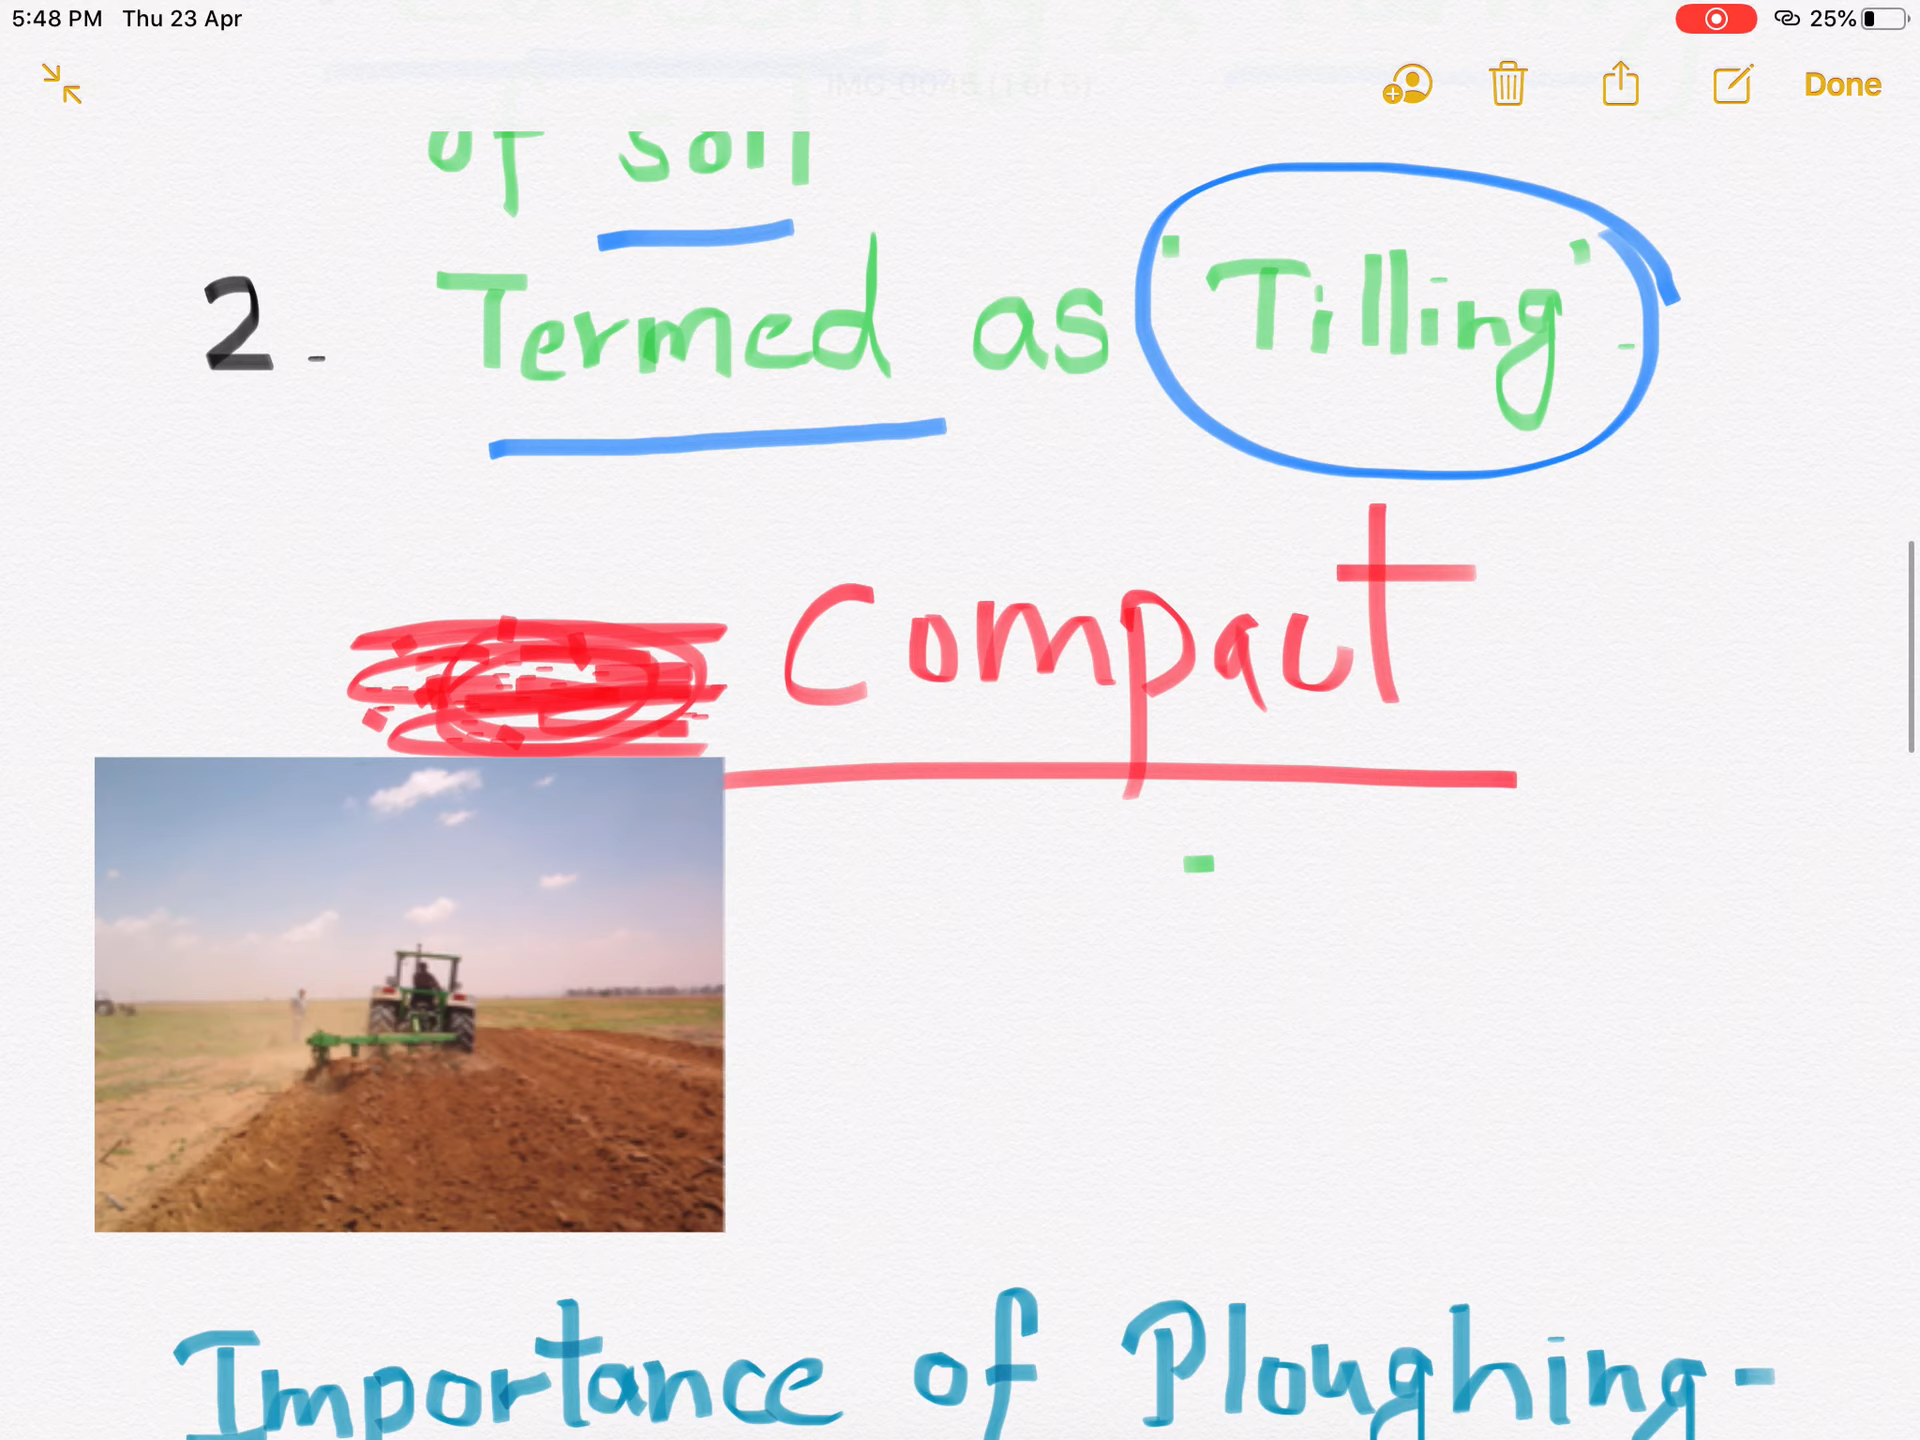 5:48 PM Thu 23 Apr 25%
Done
of soil
2. Termed as 'Tilling'.
Compact
Importance of Ploughing-